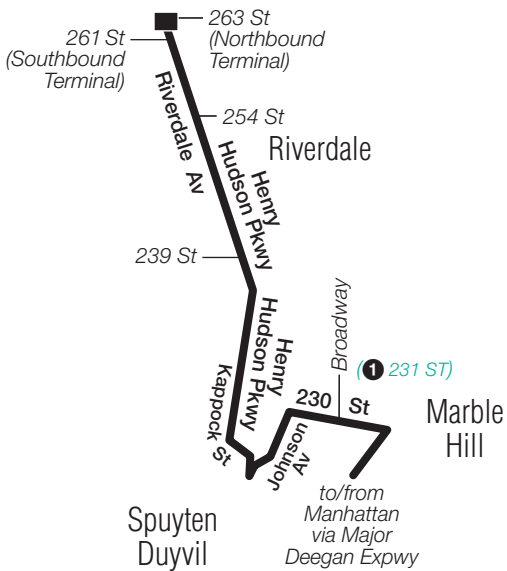 263 St
(Northbound
Terminal)
261 St
(Southbound
Terminal)
Riverdale Av
254 St
Riverdale
Henry
Hudson Pkwy
239 St
Henry
Hudson Pkwy
Broadway
(1 231 ST)
Kappock St
230 St
Marble
Hill
Johnson
Av
to/from
Manhattan
via Major
Deegan Expwy
Spuyten
Duyvil